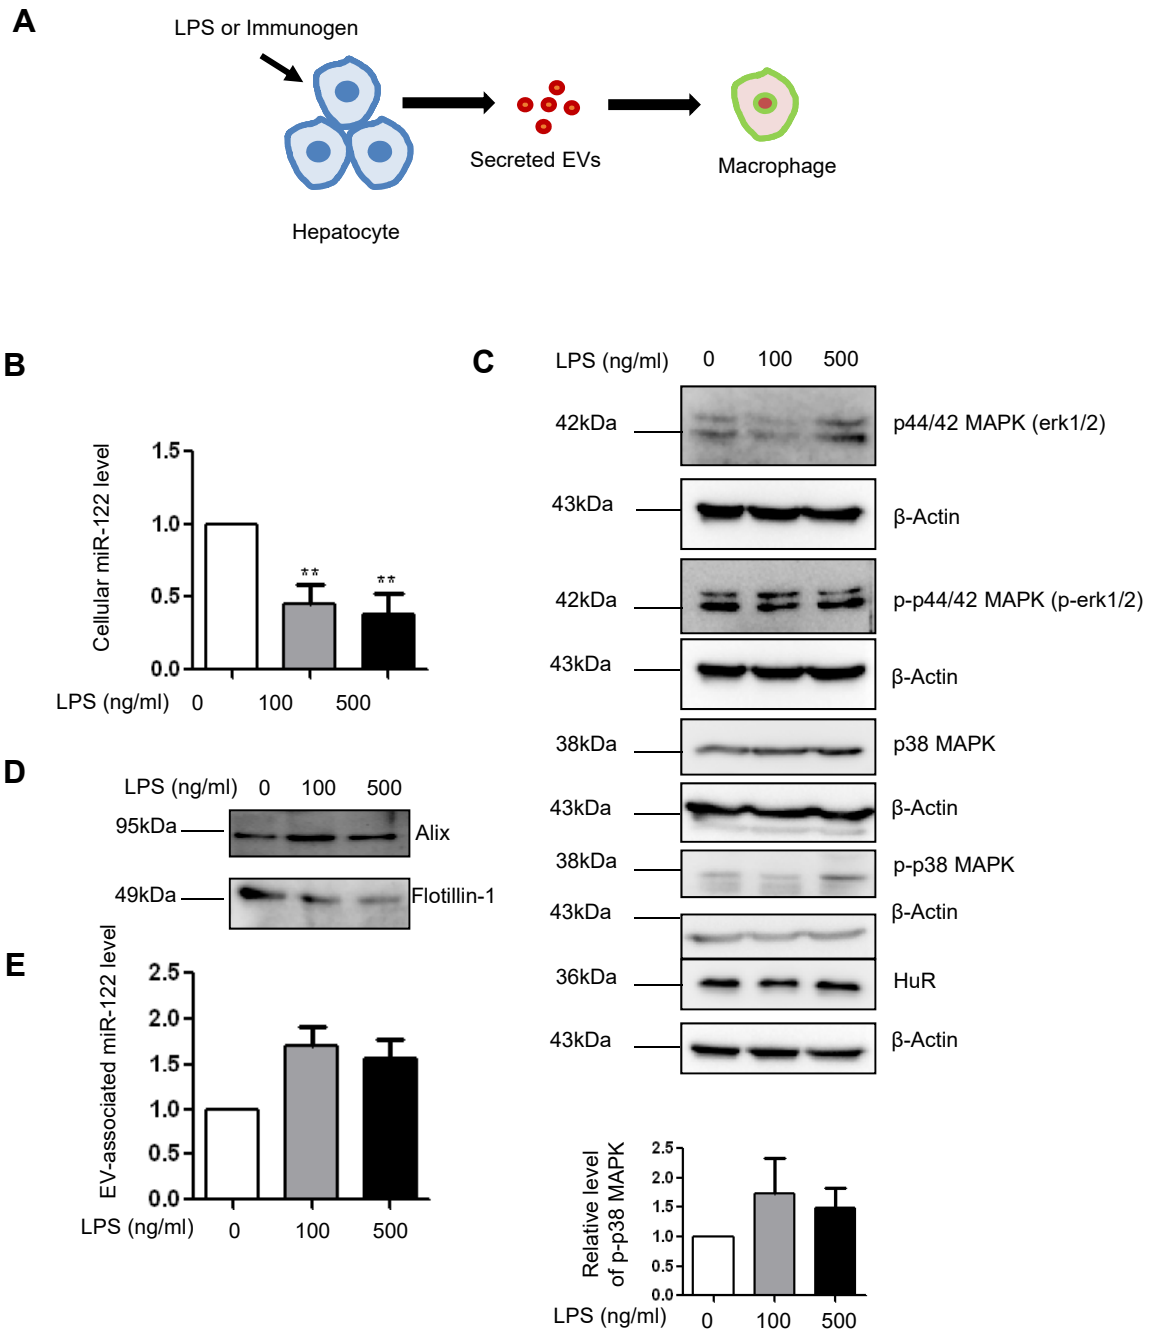 A
LPS or Immunogen
Secreted EVs
Macrophage
Hepatocyte
B
Cellular miR-122 level
1.5
1.0
0.5
0.0
**
**
LPS (ng/ml) 0 100 500
C
LPS (ng/ml) 0 100 500
42kDa p44/42 MAPK (erk1/2)
43kDa β-Actin
42kDa p-p44/42 MAPK (p-erk1/2)
43kDa β-Actin
38kDa p38 MAPK
43kDa β-Actin
38kDa p-p38 MAPK
43kDa β-Actin
36kDa HuR
43kDa β-Actin
Relative level
of p-p38 MAPK
2.5
2.0
1.5
1.0
0.5
0.0
LPS (ng/ml) 0 100 500
D
LPS (ng/ml) 0 100 500
95kDa Alix
49kDa Flotillin-1
E
EV-associated miR-122 level
2.5
2.0
1.5
1.0
0.5
0.0
LPS (ng/ml) 0 100 500